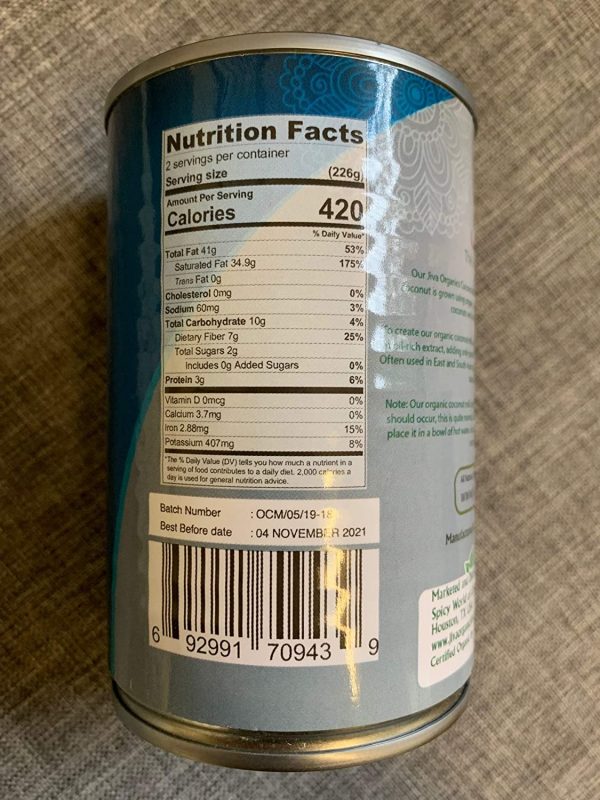 Nutrition Facts
2 servings per container
Serving size (226g)
Amount Per Serving
Calories 420
% Daily Value*
Total Fat 41g 53%
Saturated Fat 34.9g 175%
Trans Fat 0g
Cholesterol 0mg 0%
Sodium 60mg 3%
Total Carbohydrate 10g 4%
Dietary Fiber 7g 25%
Total Sugars 2g
Includes 0g Added Sugars 0%
Protein 3g 6%
Vitamin D 0mcg 0%
Calcium 3.7mg 0%
Iron 2.88mg 15%
Potassium 407mg 8%
*The % Daily Value (DV) tells you how much a nutrient in a
serving of food contributes to a daily diet. 2,000 calories a
day is used for general nutrition advice.
Batch Number : OCM/05/19-18
Best Before date : 04 NOVEMBER 2021
6 92991 70943 9
Our Jiva Organics
coconut is grown using
To create our organic
extract, adding
Often used in East and South
Note: Our organic coconut
should occur, this is quite
place it in a bowl of hot
Marketed
Spicy World
Houston, TX
Certified